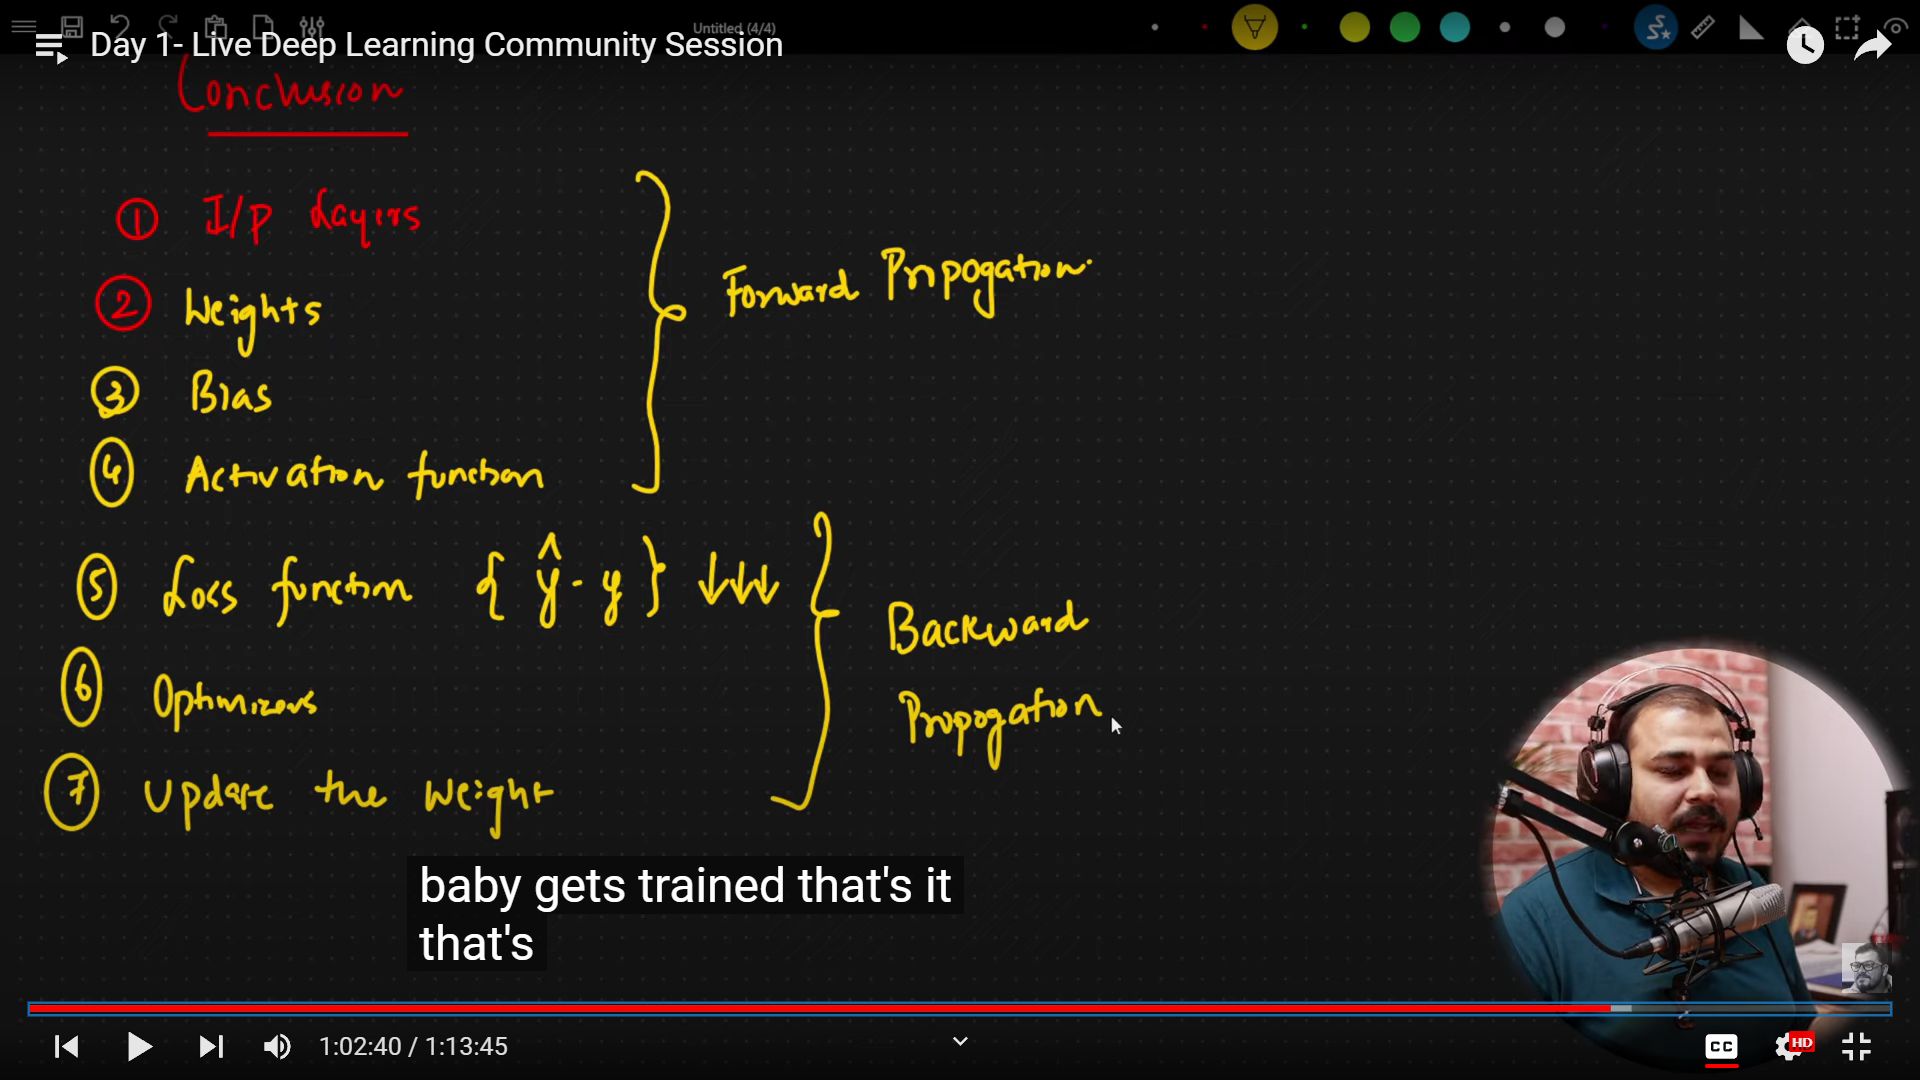 Untitled (4/4)
Day 1- Live Deep Learning Community Session
Conclusion
① I/P Layers
② Weights
③ Bias
④ Activation function
Forward Propogation
⑤ Loss function { ŷ - y } ↓↓↓
⑥ Optimizers
⑦ Update the weight
Backward
Propogation
baby gets trained that's it
that's
1:02:40 / 1:13:45
CC
HD